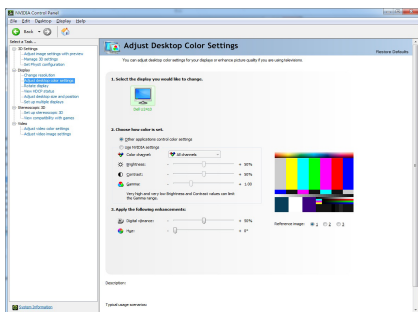 NVIDIA Control Panel
File Edit Desktop Display Help
Back
Select a Task...
3D Settings
Adjust image settings with preview
Manage 3D settings
Set PhysX configuration
Display
Change resolution
Adjust desktop color settings
Rotate display
View HDCP status
Adjust desktop size and position
Set up multiple displays
Stereoscopic 3D
Set up stereoscopic 3D
View compatibility with games
Video
Adjust video color settings
Adjust video image settings
System Information
Adjust Desktop Color Settings
Restore Defaults
You can adjust desktop color settings for your displays or enhance picture quality if you are using televisions.
1. Select the display you would like to change.
2. Choose how color is set.
Other applications control color settings
Use NVIDIA settings
Color channel:
All channels
Brightness: - + 50%
Contrast: - + 50%
Gamma: - + 1.00
Very high and very low Brightness and Contrast values can limit
the Gamma range.
3. Apply the following enhancements:
Digital vibrance: - + 50%
Hue: - + 0°
Reference image: 1 2 3
Description:
Typical usage scenarios: